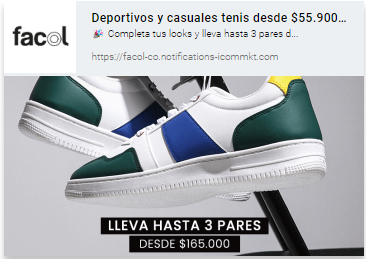 facol
Deportivos y casuales tenis desde $55.900...
🎉 Completa tus looks y lleva hasta 3 pares d...
https://facol-co.notifications-icommkt.com
LLEVA HASTA 3 PARES
DESDE $165.000